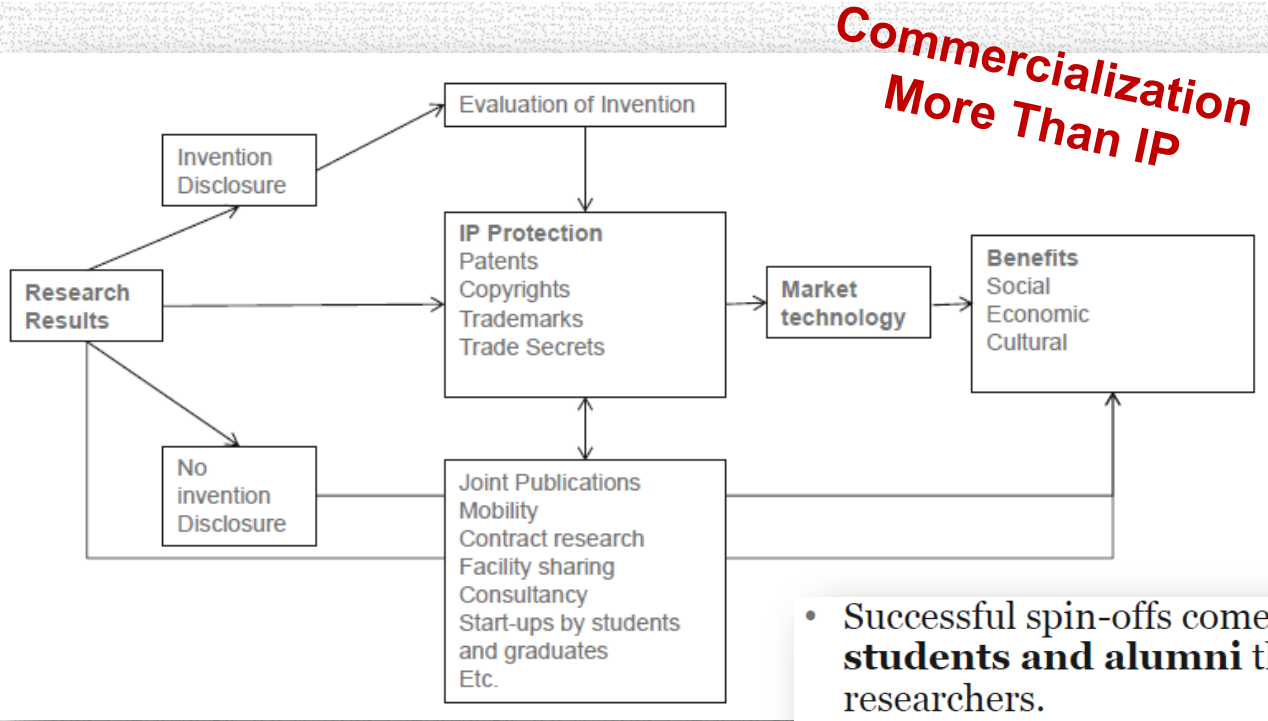 Commercialization
More Than IP
Evaluation of Invention
Invention
Disclosure
IP Protection
Patents
Copyrights
Trademarks
Trade Secrets
Research
Results
Market
technology
Benefits
Social
Economic
Cultural
No
invention
Disclosure
Joint Publications
Mobility
Contract research
Facility sharing
Consultancy
Start-ups by students
and graduates
Etc.
• Successful spin-offs come
students and alumni
researchers.